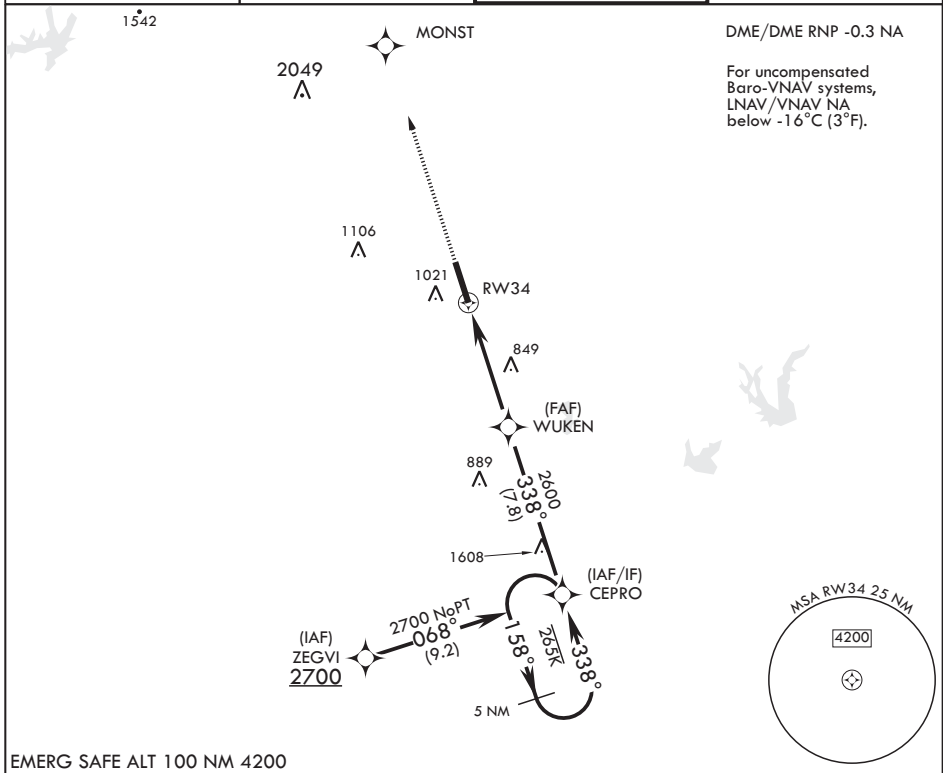 1542
MONST
DME/DME RNP -0.3 NA
2049
For uncompensated
Baro-VNAV systems,
LNAV/VNAV NA
below -16°C (3°F).
1106
1021
RW34
849
(FAF)
WUKEN
889
2600
338°
(7.8)
1608
(IAF/IF)
CEPRO
MSA RW34 25 NM
4200
2700 NoPT
068°
(9.2)
(IAF)
ZEGVI
2700
158°
265K
338°
5 NM
EMERG SAFE ALT 100 NM 4200